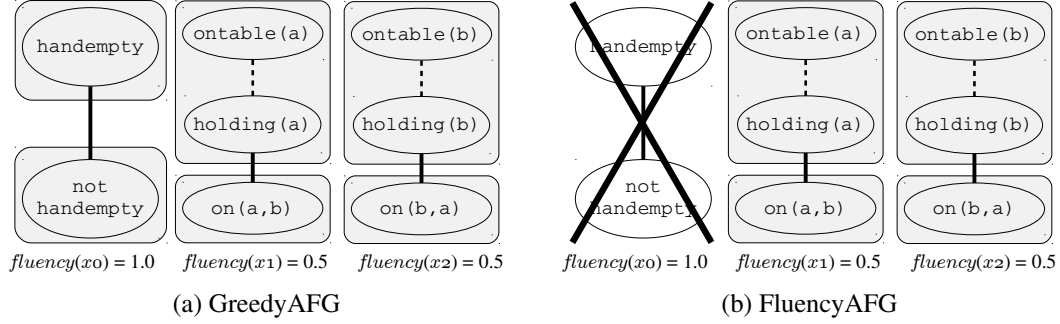 handempty
not
handempty
fluency(x0) = 1.0
ontable(a)
holding(a)
on(a,b)
fluency(x1) = 0.5
ontable(b)
holding(b)
on(b,a)
fluency(x2) = 0.5
(a) GreedyAFG
handempty
not
handempty
fluency(x0) = 1.0
ontable(a)
holding(a)
on(a,b)
fluency(x1) = 0.5
ontable(b)
holding(b)
on(b,a)
fluency(x2) = 0.5
(b) FluencyAFG